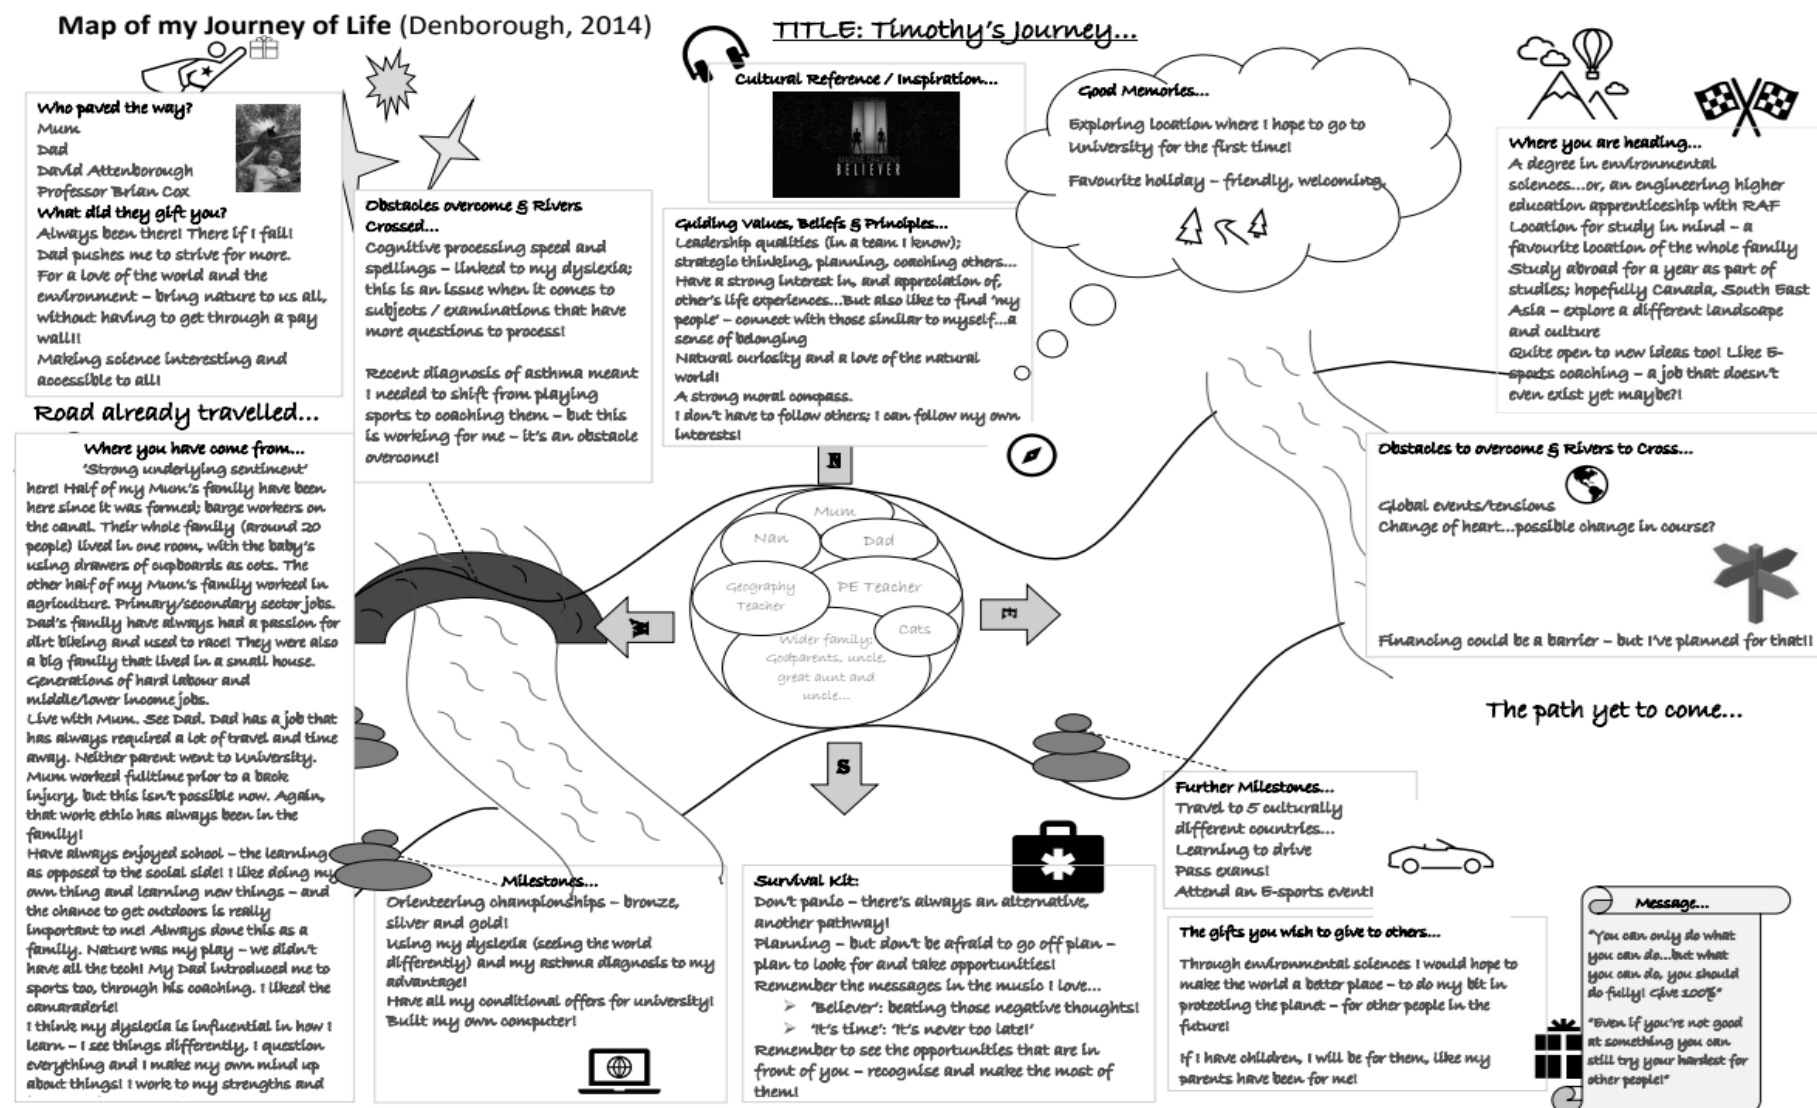 Map of my Journey of Life (Denborough, 2014)
TITLE: Timothy's Journey...
Who paved the way?
Mum
Dad
David Attenborough
Professor Brian Cox
What did they gift you?
Always been there! There if I fail!
Dad pushes me to strive for more.
For a love of the world and the
environment – bring nature to us all,
without having to get through a pay
wall!!
Making science interesting and
accessible to all!
Road already travelled...
Where you have come from...
'Strong underlying sentiment'
here! Half of my Mum's family have been
here since it was formed; barge workers on
the canal. Their whole family (around 20
people) lived in one room, with the baby's
using drawers of cupboards as cots. The
other half of my Mum's family worked in
agriculture. Primary/secondary sector jobs.
Dad's family have always had a passion for
dirt biking and used to race! They were also
a big family that lived in a small house.
Generations of hard labour and
middle/lower income jobs.
Live with Mum. See Dad. Dad has a job that
has always required a lot of travel and time
away. Neither parent went to University.
Mum worked fulltime prior to a back
injury, but this isn't possible now. Again,
that work ethic has always been in the
family!
Have always enjoyed school – the learning
as opposed to the social side! I like doing my
own thing and learning new things – and
the chance to get outdoors is really
important to me! Always done this as a
family. Nature was my play – we didn't
have all the tech! My Dad introduced me to
sports too, through his coaching. I liked the
camaraderie!
I think my dyslexia is influential in how I
learn – I see things differently, I question
everything and I make my own mind up
about things! I work to my strengths and
Obstacles overcome & Rivers
Crossed...
Cognitive processing speed and
spellings – linked to my dyslexia;
this is an issue when it comes to
subjects / examinations that have
more questions to process!
Recent diagnosis of asthma meant
I needed to shift from playing
sports to coaching them – but this
is working for me – it's an obstacle
overcome!
Cultural Reference / Inspiration...
IMAGINE DRAGONS
BELIEVER
Guiding Values, Beliefs & Principles...
Leadership qualities (in a team I know);
strategic thinking, planning, coaching others...
Have a strong interest in, and appreciation of,
other's life experiences...But also like to find 'my
people' – connect with those similar to myself...a
sense of belonging
Natural curiosity and a love of the natural
world!
A strong moral compass.
I don't have to follow others; I can follow my own
interests!
Good Memories...
Exploring location where I hope to go to
University for the first time!
Favourite holiday – friendly, welcoming.
Where you are heading...
A degree in environmental
sciences...or, an engineering higher
education apprenticeship with RAF
Location for study in mind – a
favourite location of the whole family
Study abroad for a year as part of
studies; hopefully Canada, South East
Asia – explore a different landscape
and culture
Quite open to new ideas too! Like E-
sports coaching – a job that doesn't
even exist yet maybe?!
Obstacles to overcome & Rivers to Cross...
Global events/tensions
Change of heart...possible change in course?
Financing could be a barrier – but I've planned for that!!
The path yet to come...
N
W
E
S
Mum
Nan
Dad
Geography
Teacher
PE Teacher
Cats
Wider family;
Godparents, uncle,
great aunt and
uncle...
Milestones...
Orienteering championships – bronze,
silver and gold!
Using my dyslexia (seeing the world
differently) and my asthma diagnosis to my
advantage!
Have all my conditional offers for university!
Built my own computer!
Survival Kit:
Don't panic – there's always an alternative,
another pathway!
Planning – but don't be afraid to go off plan –
plan to look for and take opportunities!
Remember the messages in the music I love...
➢ 'Believer': beating those negative thoughts!
➢ 'It's time': 'It's never too late!'
Remember to see the opportunities that are in
front of you – recognise and make the most of
them!
Further Milestones...
Travel to 5 culturally
different countries...
Learning to drive
Pass exams!
Attend an E-sports event!
The gifts you wish to give to others...
Through environmental sciences I would hope to
make the world a better place – to do my bit in
protecting the planet – for other people in the
future!
If I have children, I will be for them, like my
parents have been for me!
Message...
"You can only do what
you can do...but what
you can do, you should
do fully! Give 100%"
"Even if you're not good
at something you can
still try your hardest for
other people!"